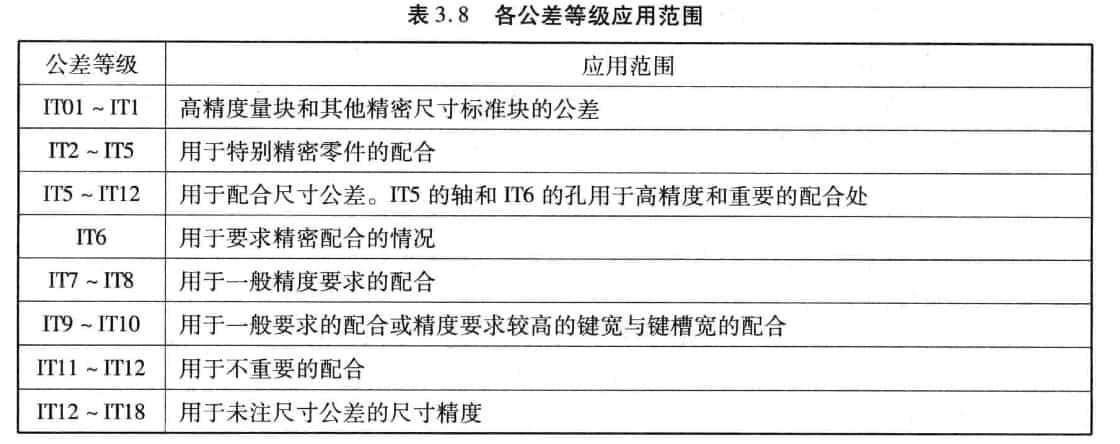 表3.8 各公差等级应用范围
公差等级 应用范围
IT01~IT1 高精度量块和其他精密尺寸标准块的公差
IT2~IT5 用于特别精密零件的配合
IT5~IT12 用于配合尺寸公差。IT5的轴和IT6的孔用于高精度和重要的配合处
IT6 用于要求精密配合的情况
IT7~IT8 用于一般精度要求的配合
IT9~IT10 用于一般要求的配合或精度要求较高的键宽与键槽宽的配合
IT11~IT12 用于不重要的配合
IT12~IT18 用于未注尺寸公差的尺寸精度